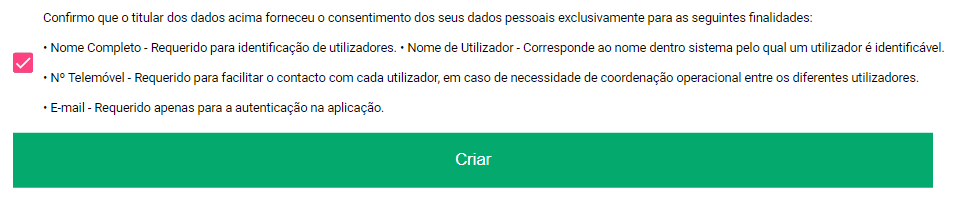 Confirmo que o titular dos dados acima forneceu o consentimento dos seus dados pessoais exclusivamente para as seguintes finalidades:
• Nome Completo - Requerido para identificação de utilizadores. • Nome de Utilizador - Corresponde ao nome dentro sistema pelo qual um utilizador é identificável.
• Nº Telemóvel - Requerido para facilitar o contacto com cada utilizador, em caso de necessidade de coordenação operacional entre os diferentes utilizadores.
• E-mail - Requerido apenas para a autenticação na aplicação.
Criar